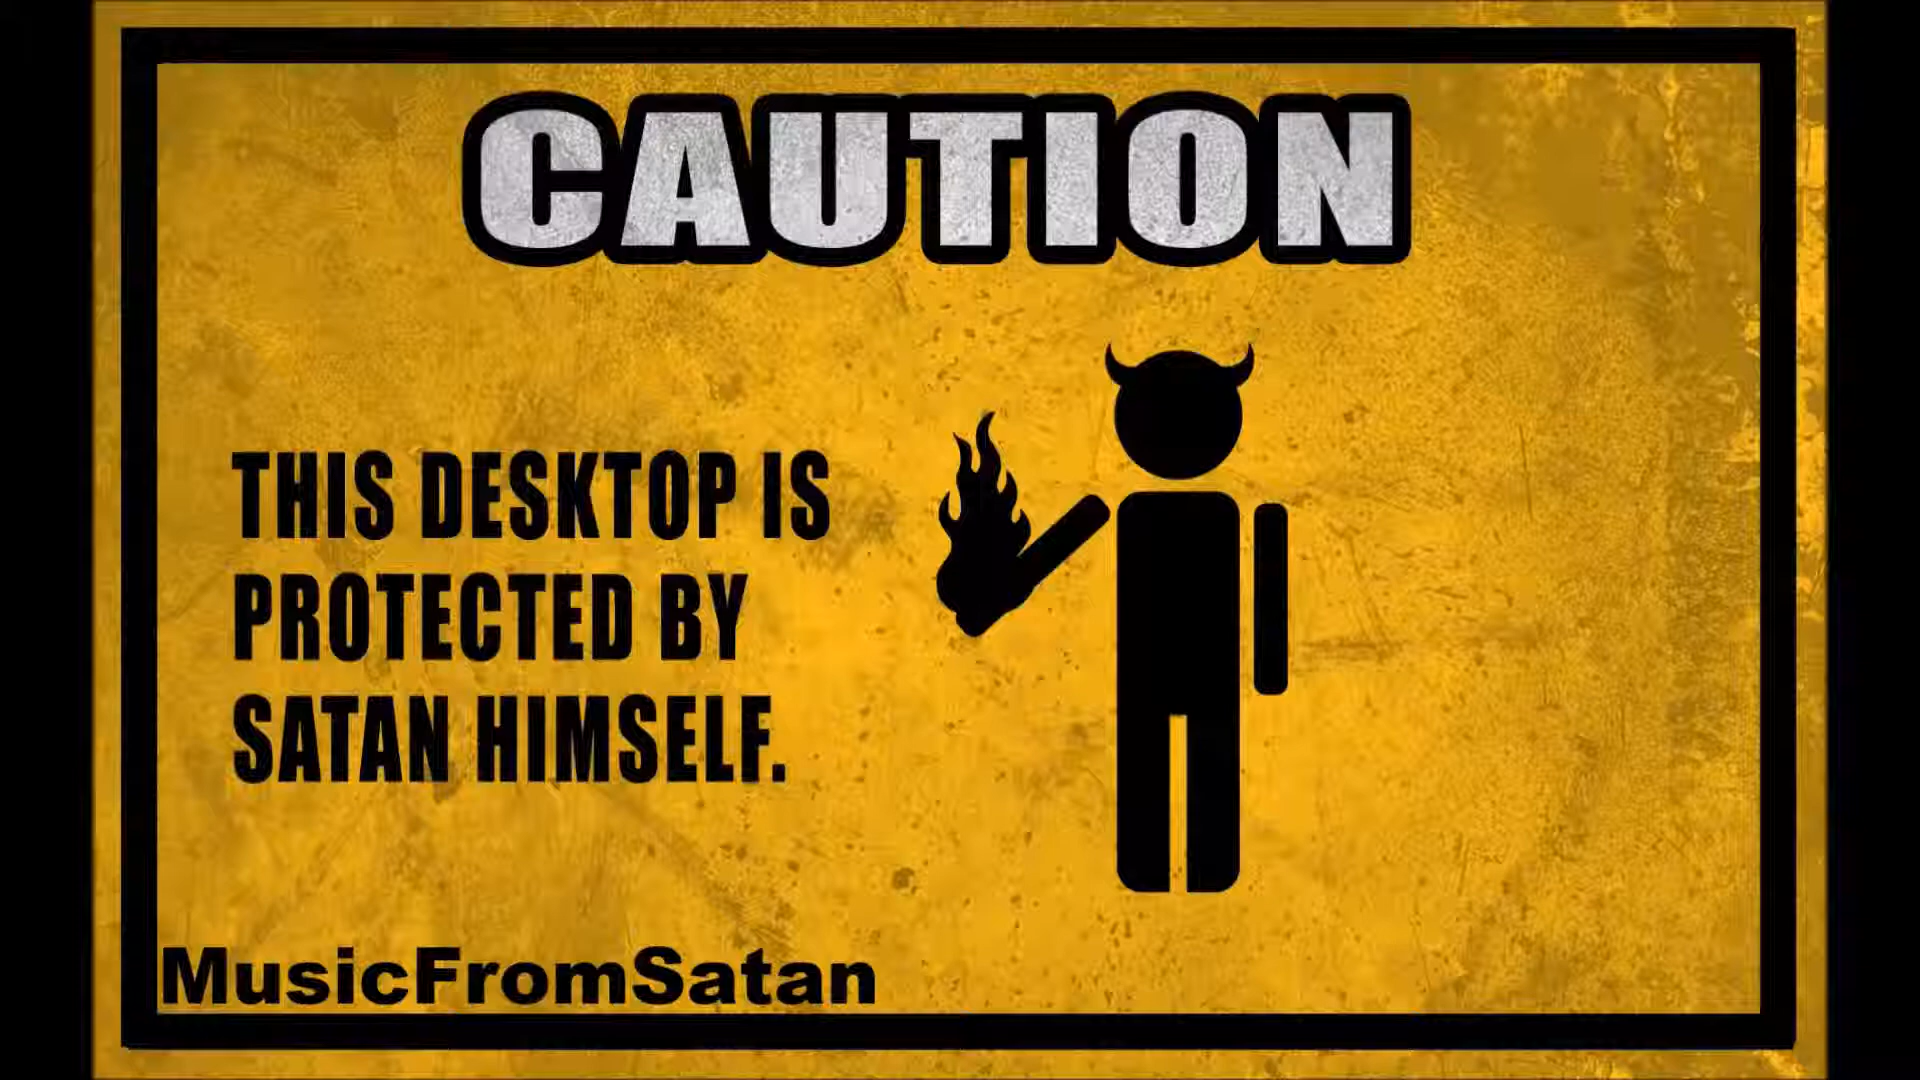 CAUTION
THIS DESKTOP IS
PROTECTED BY
SATAN HIMSELF.
MusicFromSatan